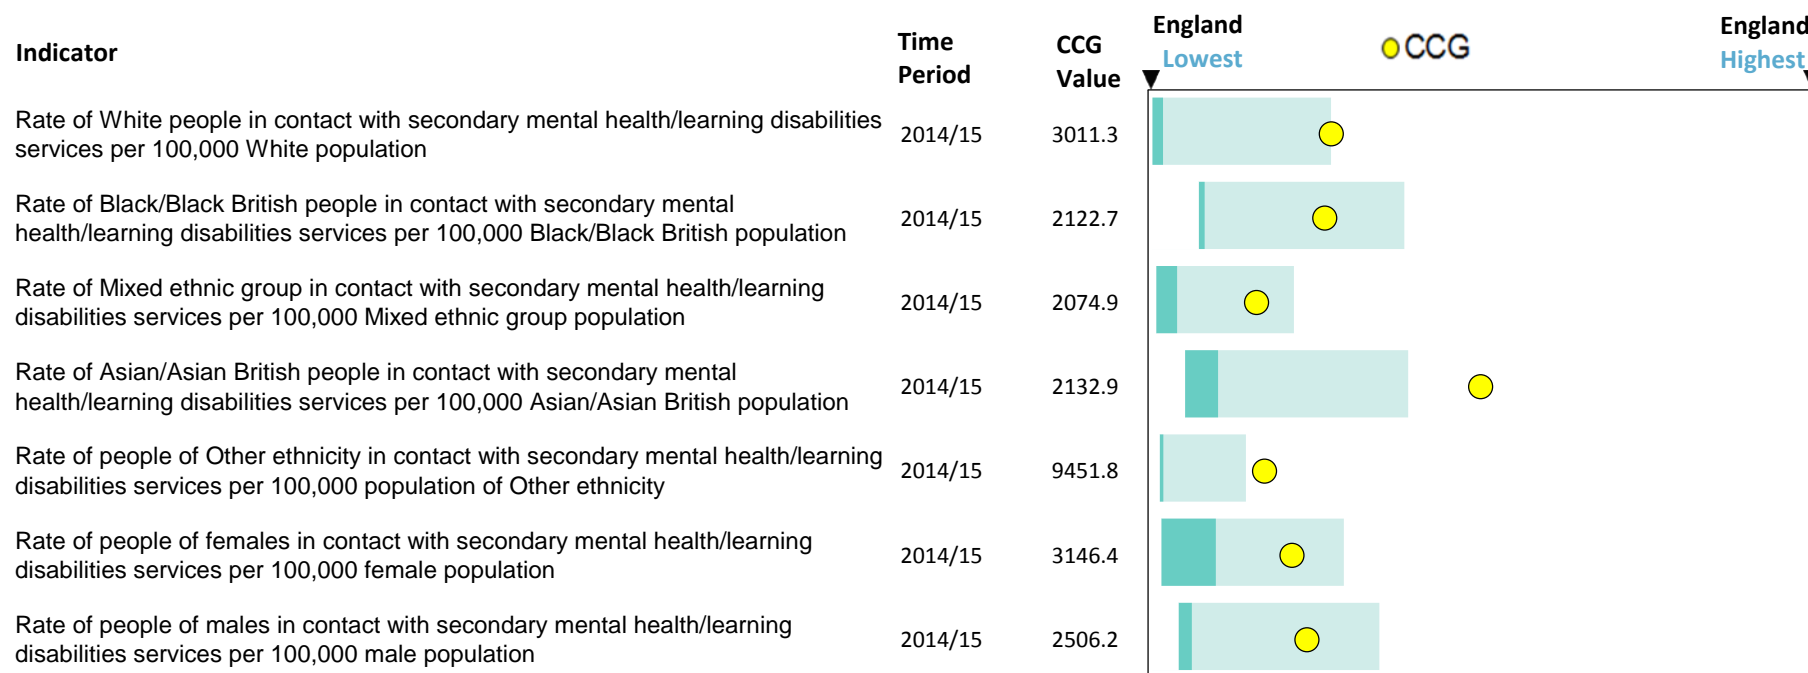 Indicator
Time
Period
CCG
Value
England
Lowest
CCG
England
Highest
Rate of White people in contact with secondary mental health/learning disabilities
services per 100,000 White population
2014/15
3011.3
Rate of Black/Black British people in contact with secondary mental
health/learning disabilities services per 100,000 Black/Black British population
2014/15
2122.7
Rate of Mixed ethnic group in contact with secondary mental health/learning
disabilities services per 100,000 Mixed ethnic group population
2014/15
2074.9
Rate of Asian/Asian British people in contact with secondary mental
health/learning disabilities services per 100,000 Asian/Asian British population
2014/15
2132.9
Rate of people of Other ethnicity in contact with secondary mental health/learning
disabilities services per 100,000 population of Other ethnicity
2014/15
9451.8
Rate of people of females in contact with secondary mental health/learning
disabilities services per 100,000 female population
2014/15
3146.4
Rate of people of males in contact with secondary mental health/learning
disabilities services per 100,000 male population
2014/15
2506.2